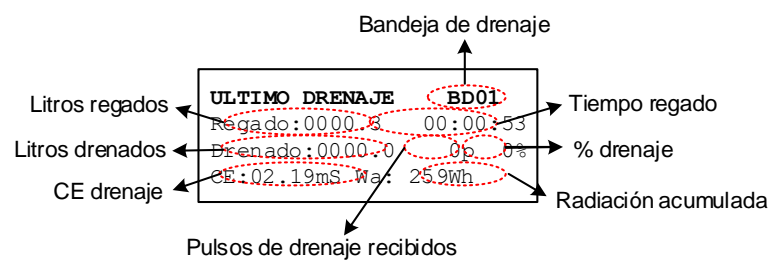 Bandeja de drenaje
ULTIMO DRENAJE BD01
Litros regados
Regado:0000.3 00:00:53
Tiempo regado
Litros drenados
Drenado:0000.0 0p 0%
% drenaje
CE drenaje
CE:02.19mS Wa: 259Wh
Radiación acumulada
Pulsos de drenaje recibidos